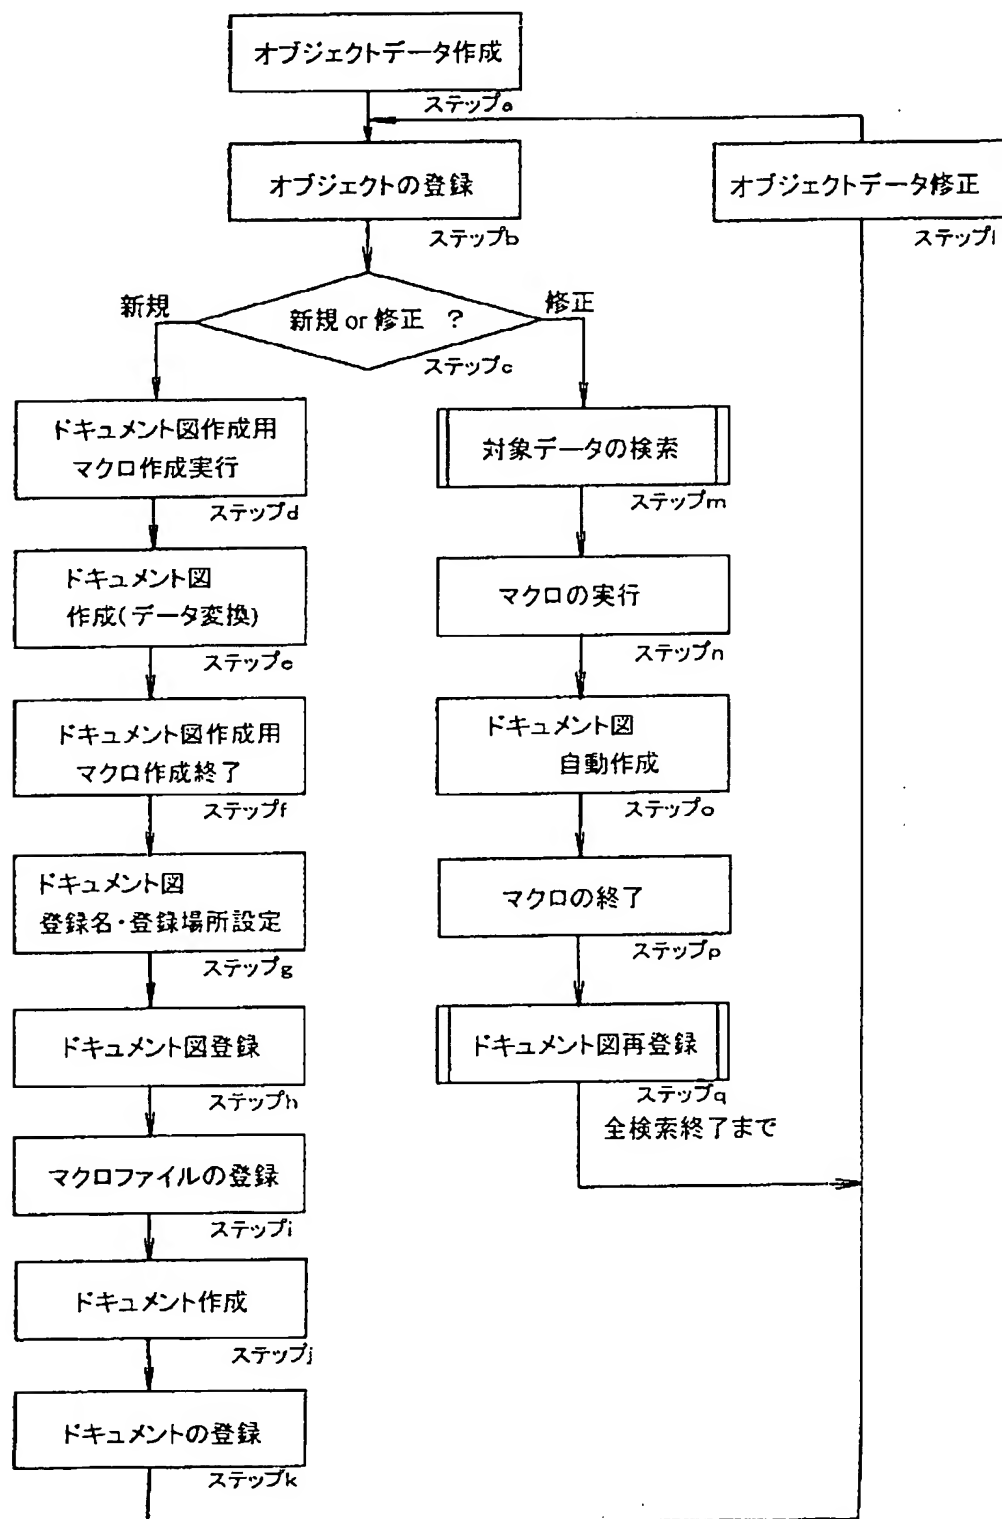 オブジェクトデータ作成
ステップa
オブジェクトの登録
ステップb
オブジェクトデータ修正
ステップl
新規
新規 or 修正 ?
修正
ステップc
ドキュメント図作成用
マクロ作成実行
ステップd
ドキュメント図
作成(データ変換)
ステップe
ドキュメント図作成用
マクロ作成終了
ステップf
ドキュメント図
登録名・登録場所設定
ステップg
ドキュメント図登録
ステップh
マクロファイルの登録
ステップi
ドキュメント作成
ステップj
ドキュメントの登録
ステップk
対象データの検索
ステップm
マクロの実行
ステップn
ドキュメント図
自動作成
ステップo
マクロの終了
ステップp
ドキュメント図再登録
ステップq
全検索終了まで